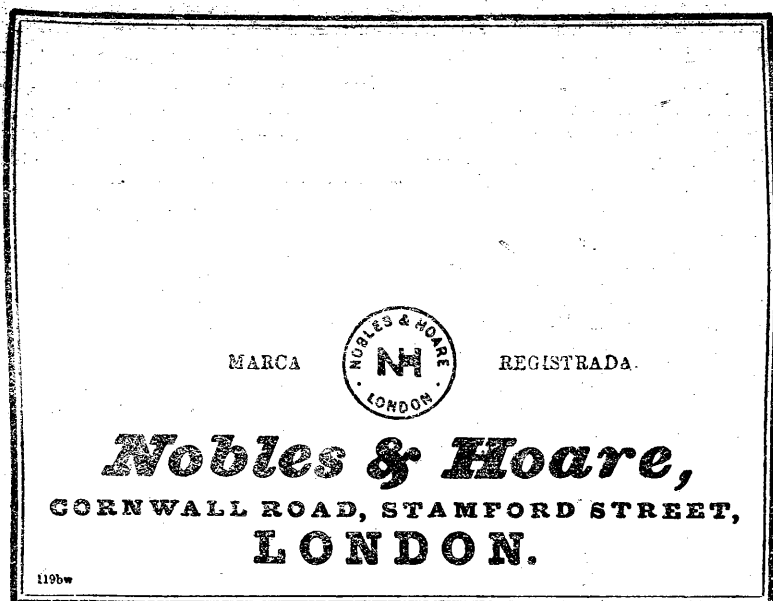 MARCA REGISTRADA.
NOBLES & HOARE
NH
· LONDON ·
Nobles & Hoare,
CORNWALL ROAD, STAMFORD STREET,
LONDON.
119bw